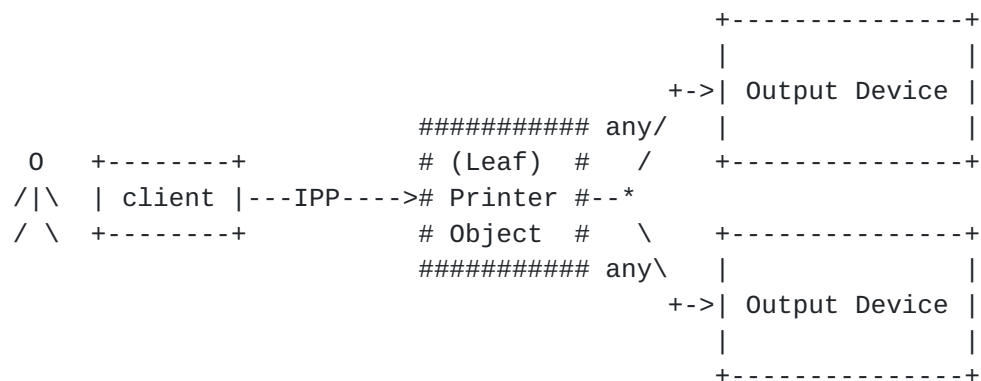 +---------------+
                                               |               |
                                            +->| Output Device |
                          ########### any/   |               |
 O   +--------+           # (Leaf)  #   /    +---------------+
/|\  | client |---IPP----># Printer #--*
/ \  +--------+           # Object  #   \    +---------------+
                          ########### any\   |               |
                                            +->| Output Device |
                                               |               |
                                               +---------------+